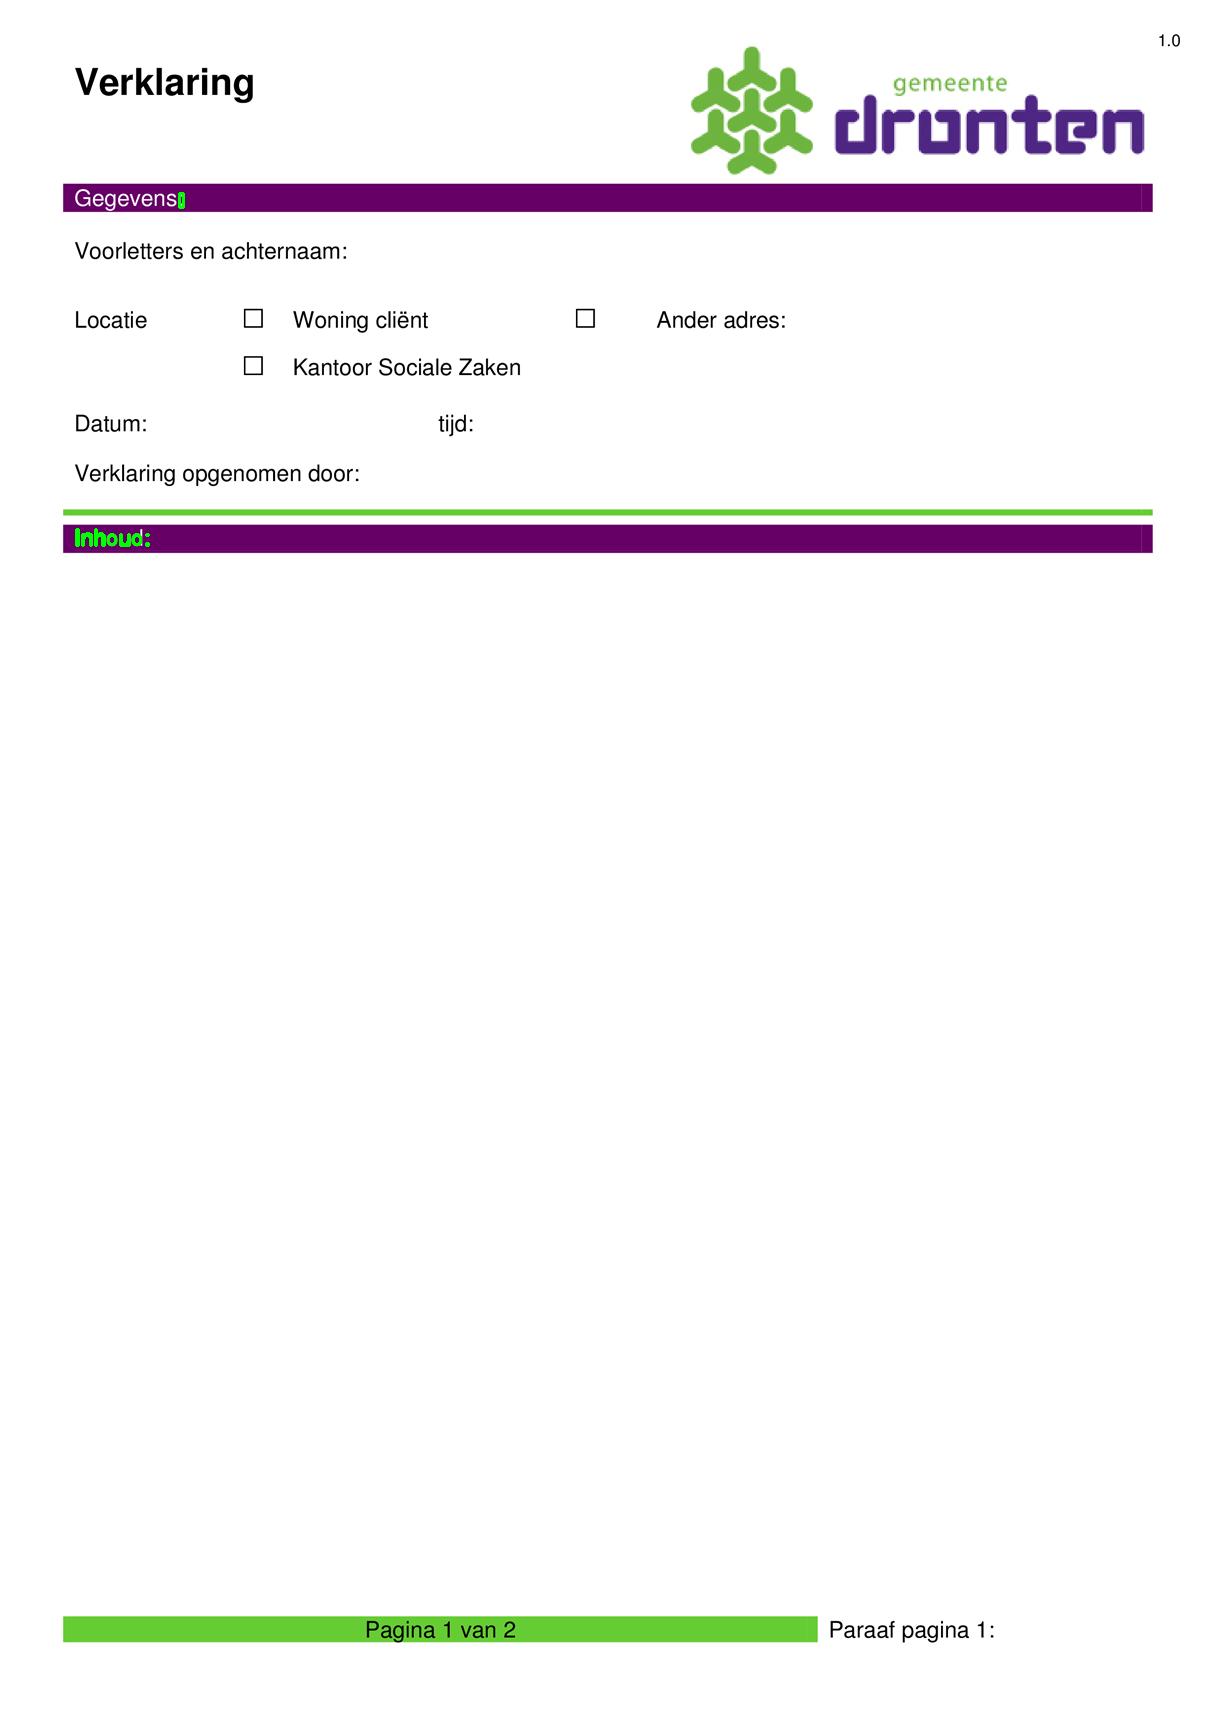 1.0
Verklaring
gemeente
dronten
Gegevens:
Voorletters en achternaam:
Locatie ☐ Woning cliënt ☐ Ander adres:
☐ Kantoor Sociale Zaken
Datum: tijd:
Verklaring opgenomen door:
Inhoud:
Pagina 1 van 2 Paraaf pagina 1: